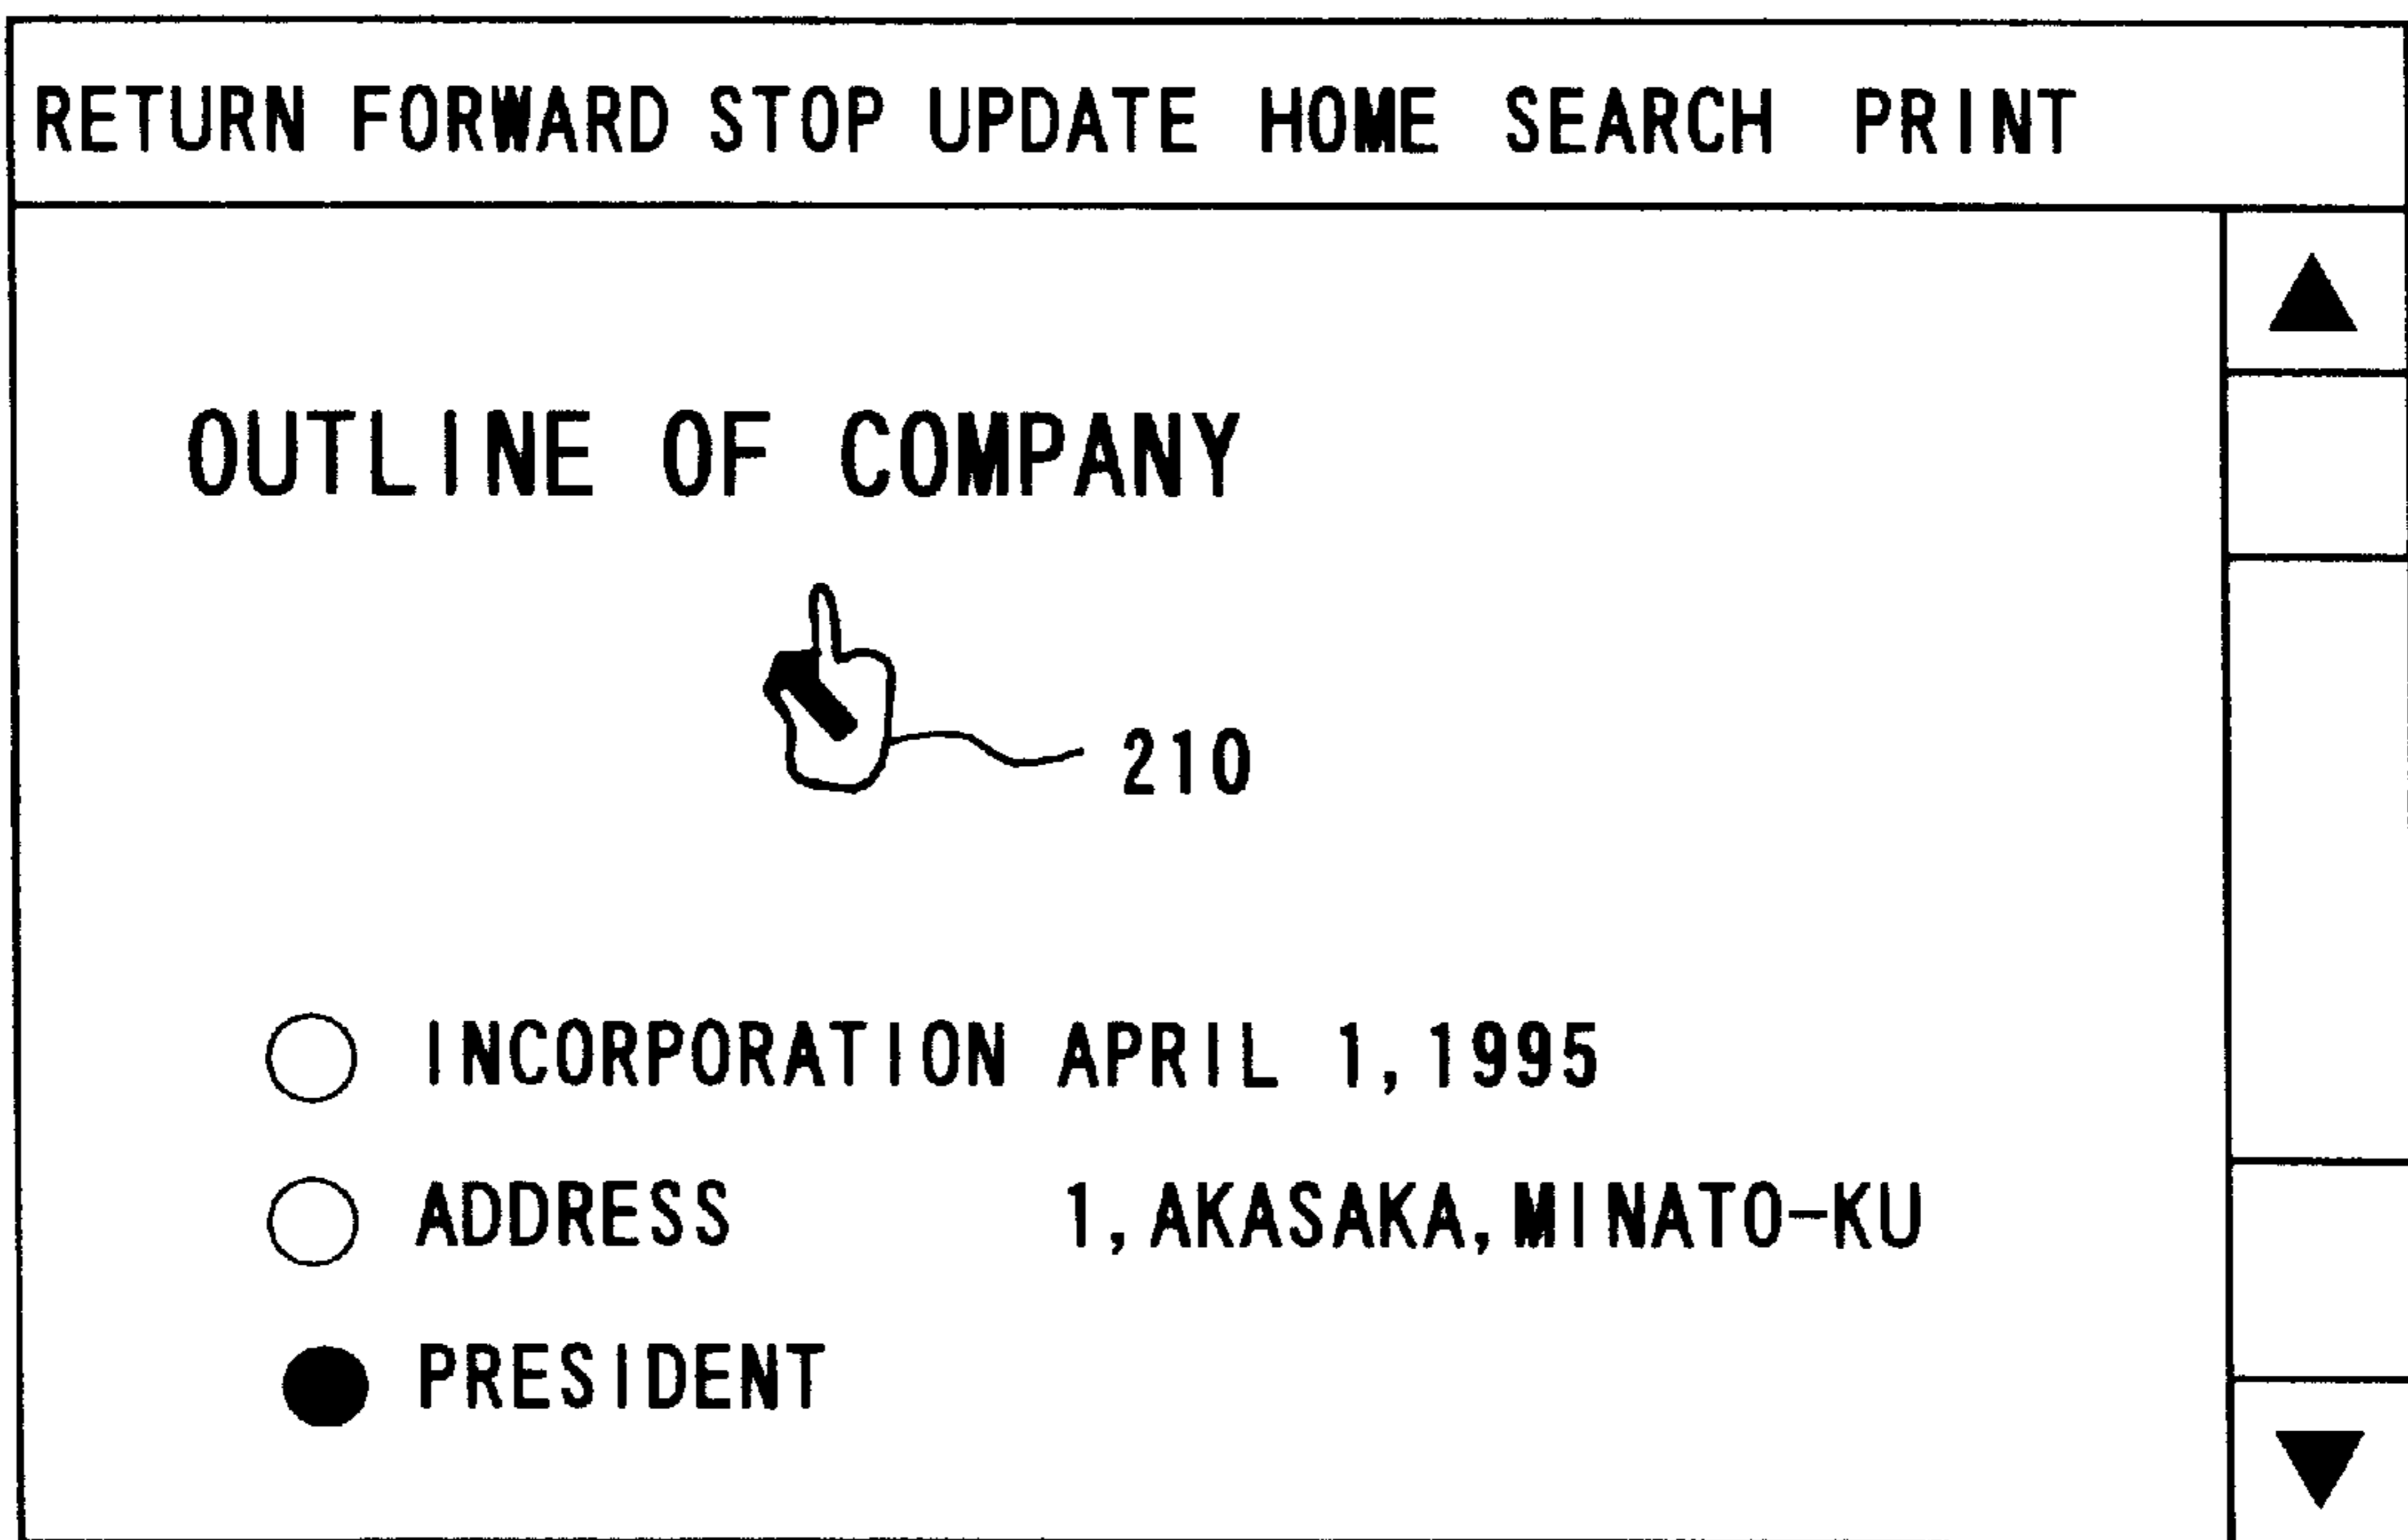 RETURN FORWARD STOP UPDATE HOME SEARCH PRINT
OUTLINE OF COMPANY
210
INCORPORATION APRIL 1,1995
ADDRESS 1,AKASAKA,MINATO-KU
PRESIDENT